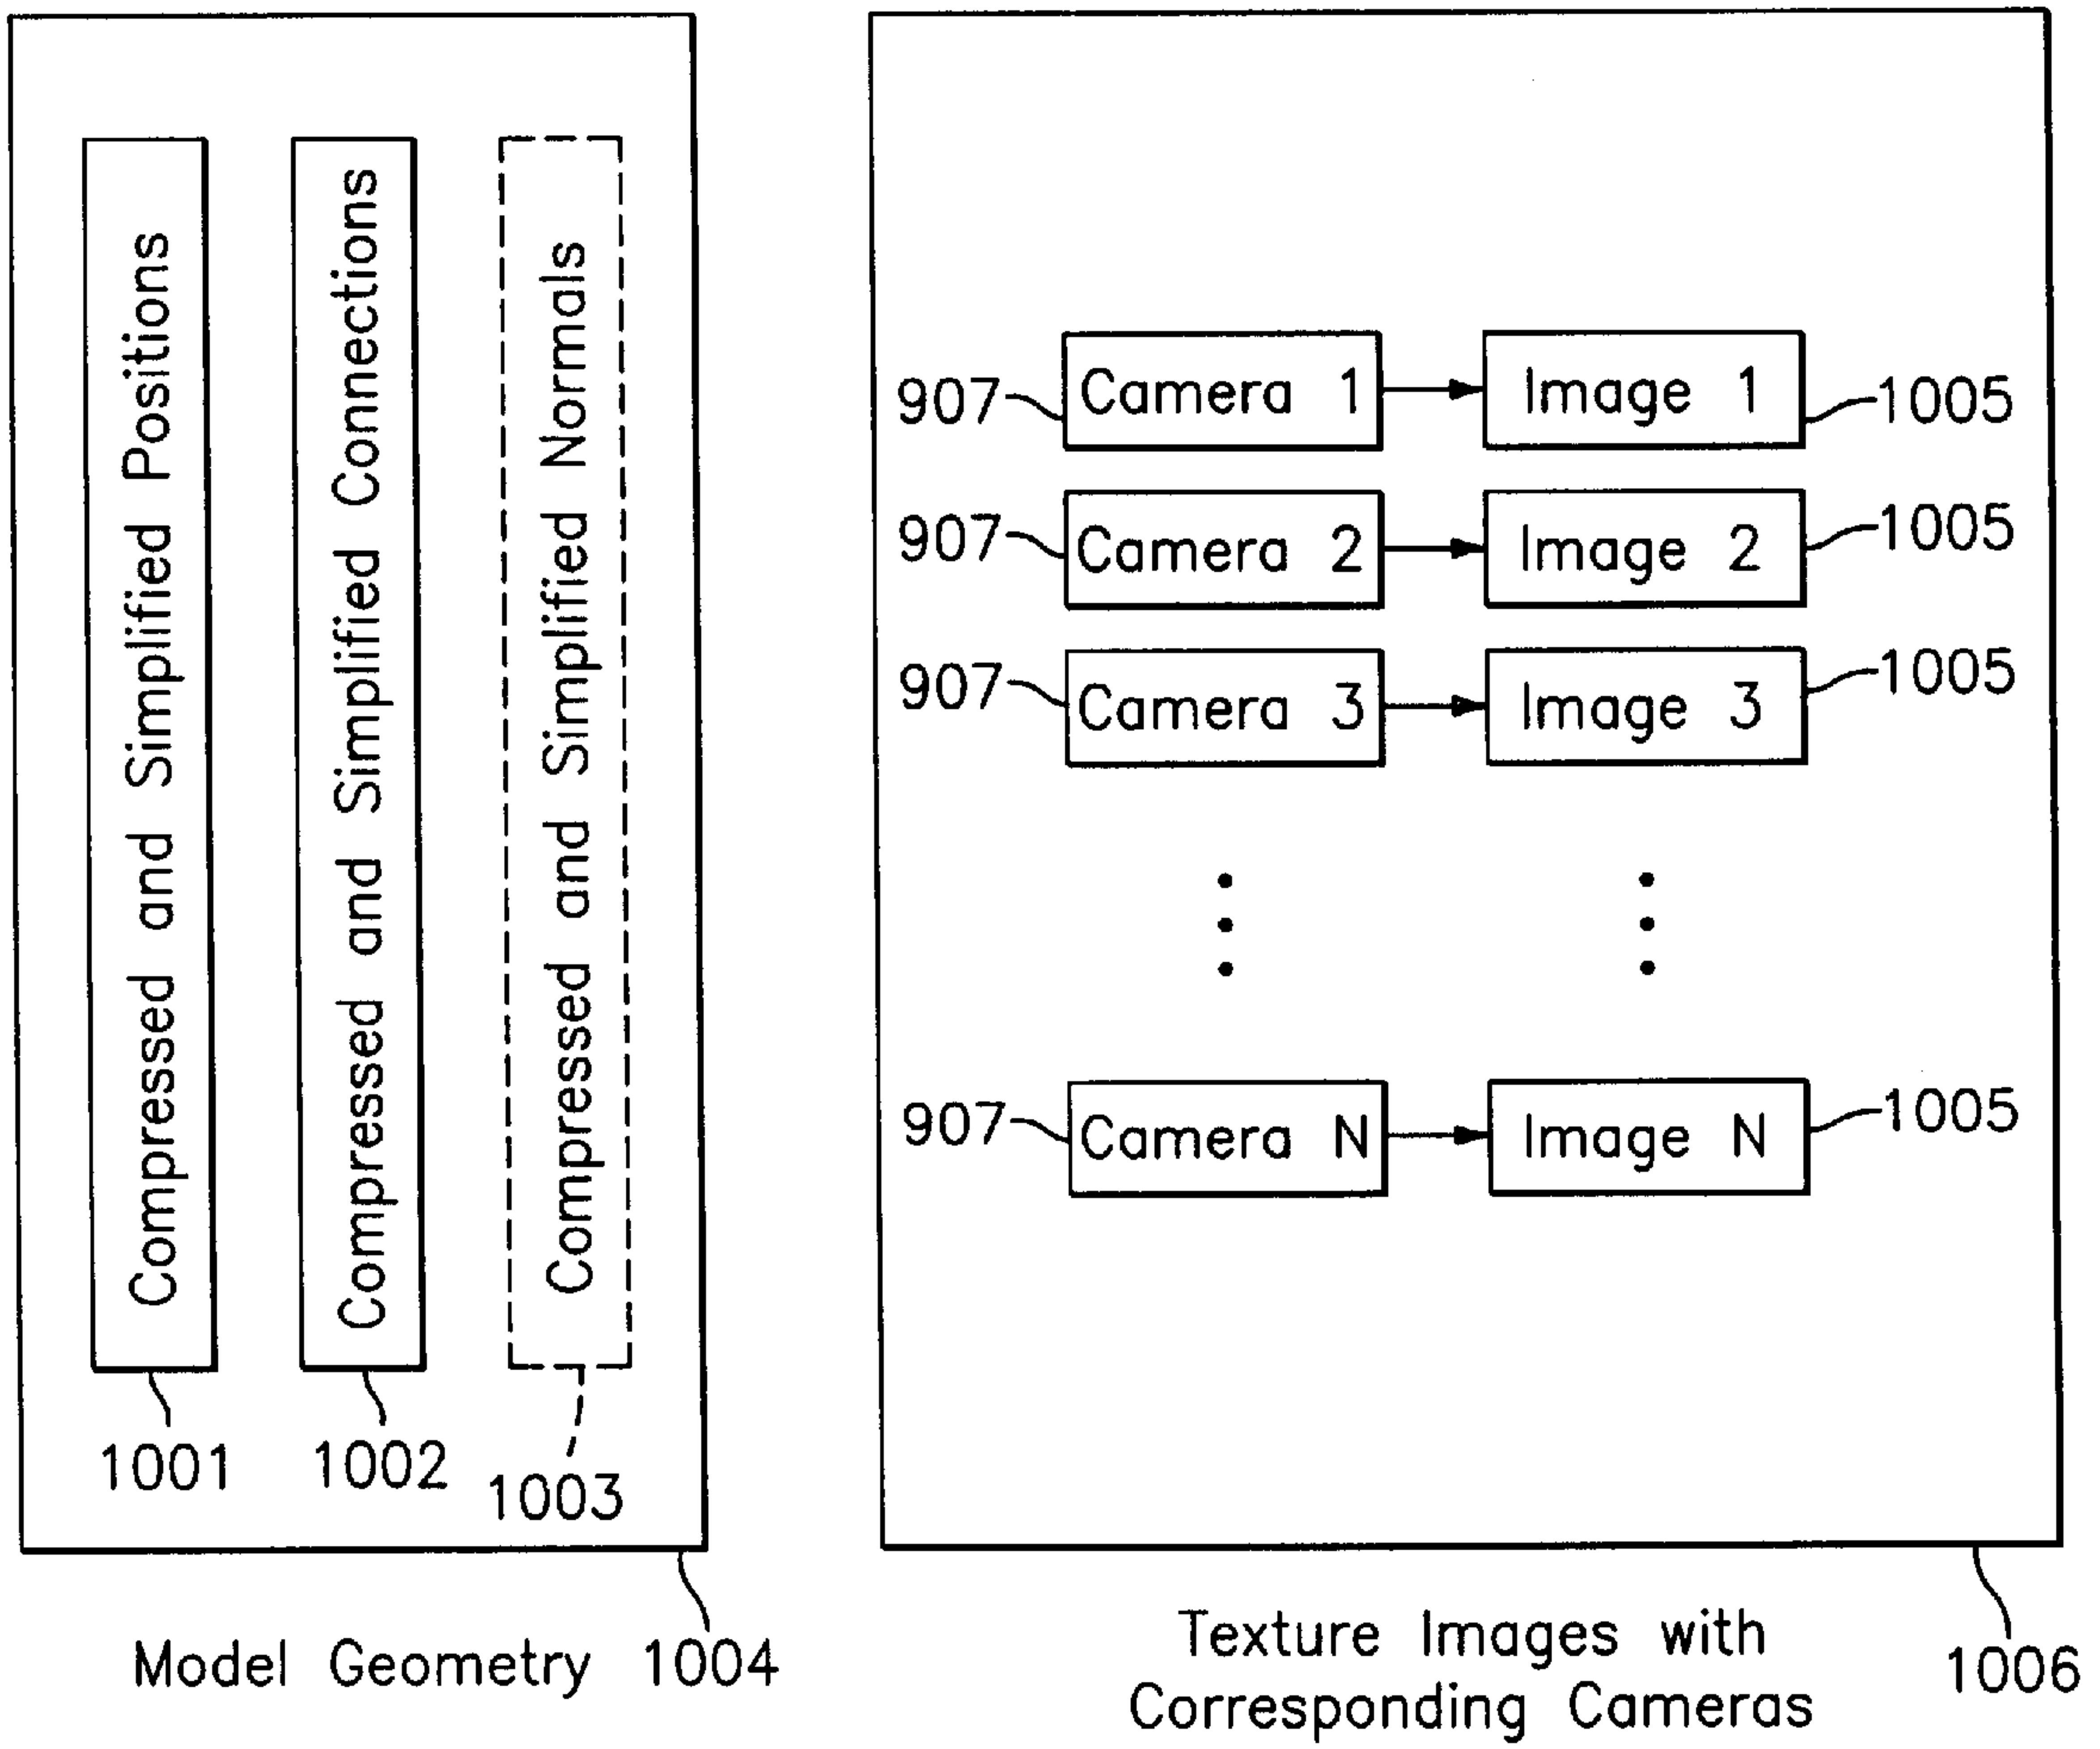 Compressed and Simplified Positions
Compressed and Simplified Connections
Compressed and Simplified Normals
1001
1002
1003
Model Geometry 1004
907 Camera 1 Image 1 1005
907 Camera 2 Image 2 1005
907 Camera 3 Image 3 1005
907 Camera N Image N 1005
Texture Images with
Corresponding Cameras
1006